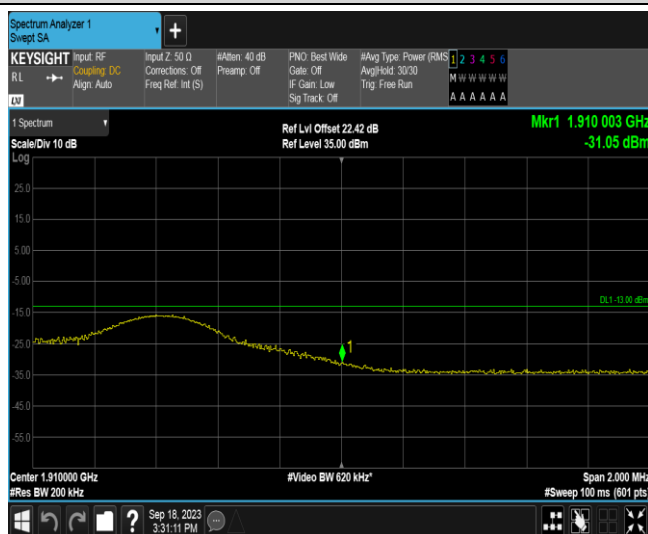 Spectrum Analyzer 1
Swept SA
+
KEYSIGHT
RL
LXI
Input: RF
Coupling: DC
Align: Auto
Input Z: 50 Ω
Corrections: Off
Freq Ref: Int (S)
#Atten: 40 dB
Preamp: Off
PNO: Best Wide
Gate: Off
IF Gain: Low
Sig Track: Off
#Avg Type: Power (RMS
Avg|Hold: 30/30
Trig: Free Run
1 2 3 4 5 6
M W W W W W
A A A A A A
1 Spectrum
Scale/Div 10 dB
Ref Lvl Offset 22.42 dB
Ref Level 35.00 dBm
Mkr1 1.910 003 GHz
-31.05 dBm
Log
25.0
15.0
5.00
-5.00
DL1 -13.00 dBm
-15.0
1
-25.0
-35.0
-45.0
-55.0
Center 1.910000 GHz
#Res BW 200 kHz
#Video BW 620 kHz*
Span 2.000 MHz
#Sweep 100 ms (601 pts)
?
Sep 18, 2023
3:31:11 PM